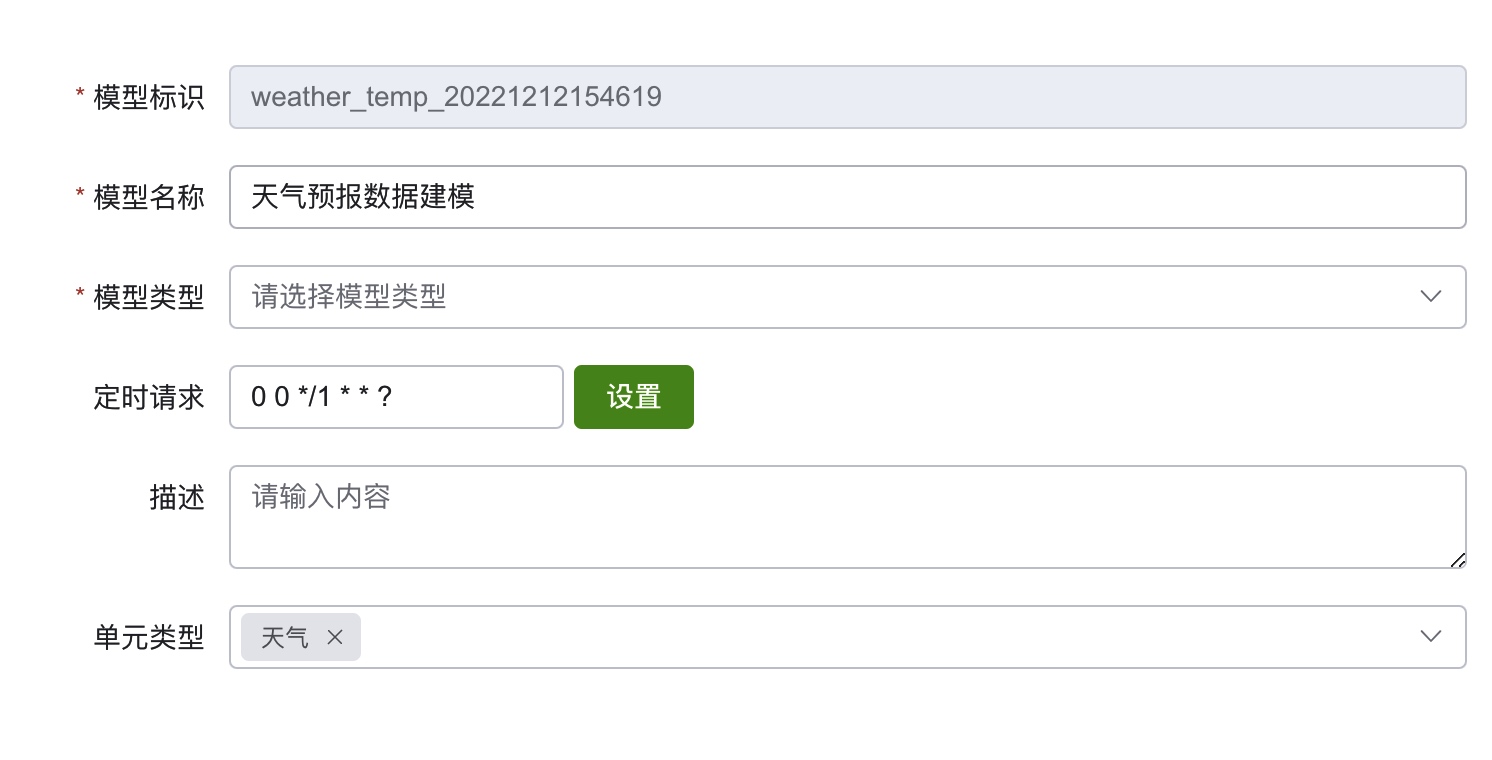 * 模型标识 weather_temp_20221212154619
* 模型名称 天气预报数据建模
* 模型类型 请选择模型类型
定时请求 0 0 */1 * * ? 设置
描述 请输入内容
单元类型 天气 ×